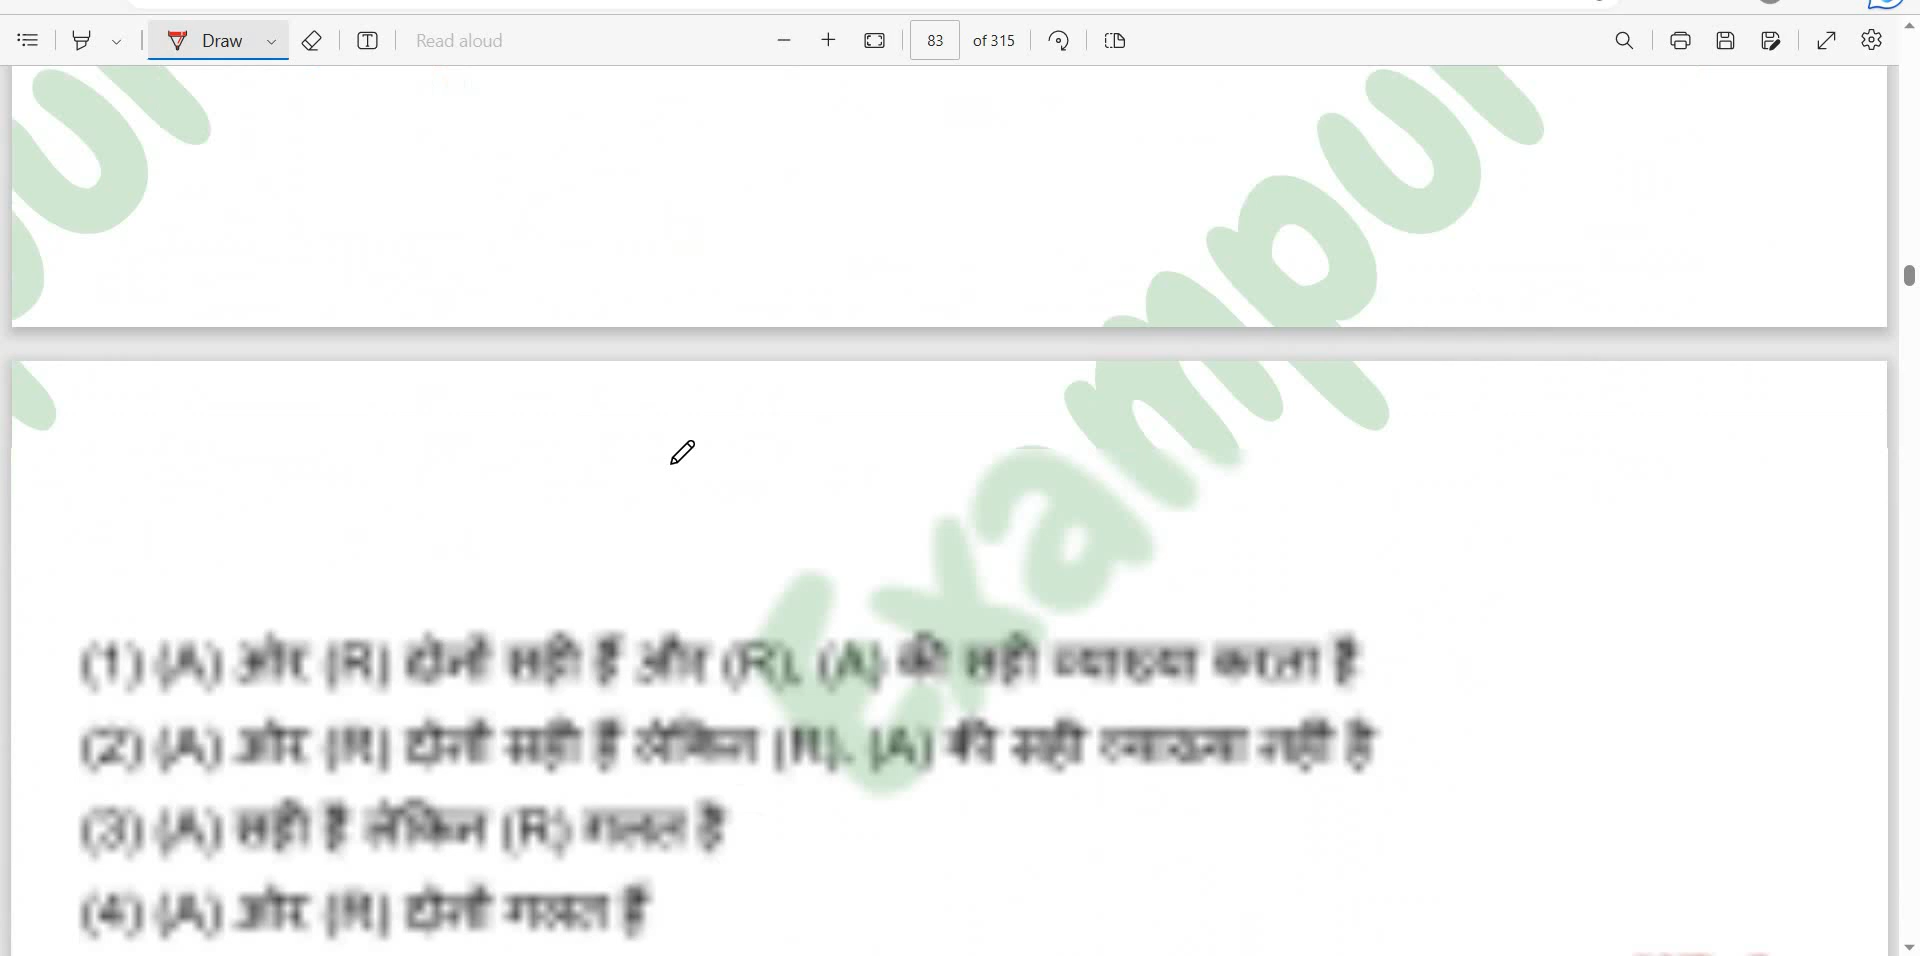 Draw
Read aloud
83 of 315
Exampur
(1) (A) और (R) दोनों सही हैं और (R), (A) की सही व्याख्या करता है
(2) (A) और (R) दोनों सही हैं लेकिन (R), (A) की सही व्याख्या नहीं है
(3) (A) सही है लेकिन (R) गलत है
(4) (A) और (R) दोनों गलत हैं